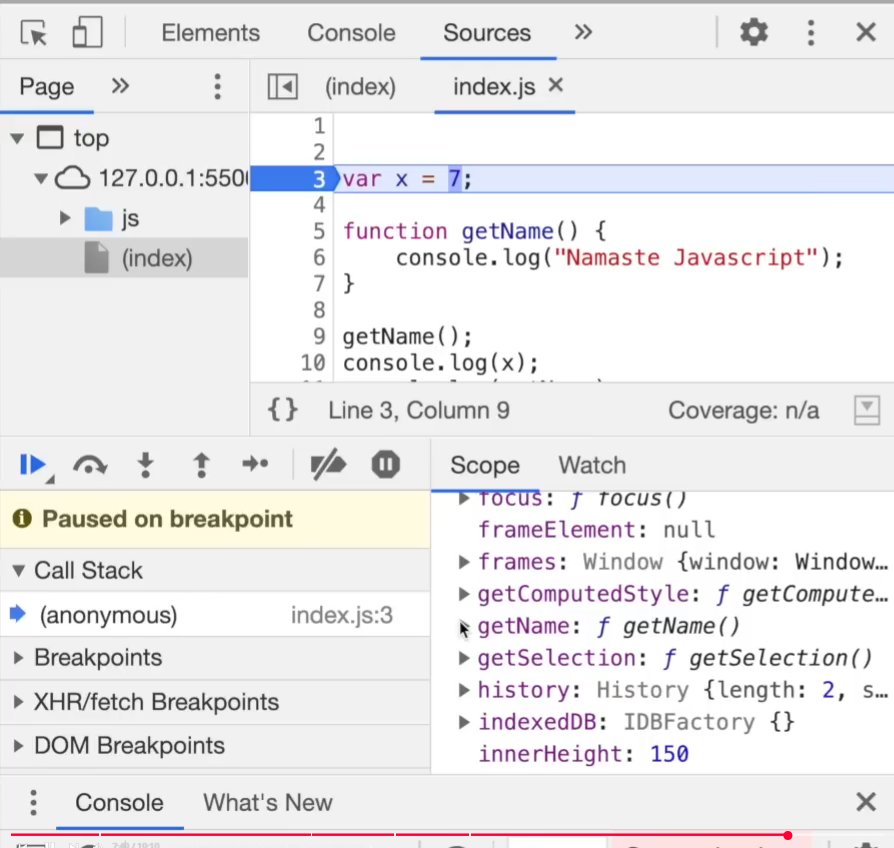 Elements Console Sources »
Page » (index) index.js ×
top
127.0.0.1:550
js
(index)
1
2
3 var x = 7;
4
5 function getName() {
6 console.log("Namaste Javascript");
7 }
8
9 getName();
10 console.log(x);
{} Line 3, Column 9 Coverage: n/a
Paused on breakpoint
Call Stack
(anonymous) index.js:3
Breakpoints
XHR/fetch Breakpoints
DOM Breakpoints
Scope Watch
focus: ƒ focus()
frameElement: null
frames: Window {window: Window…
getComputedStyle: ƒ getCompute…
getName: ƒ getName()
getSelection: ƒ getSelection()
history: History {length: 2, s…
indexedDB: IDBFactory {}
innerHeight: 150
Console What's New